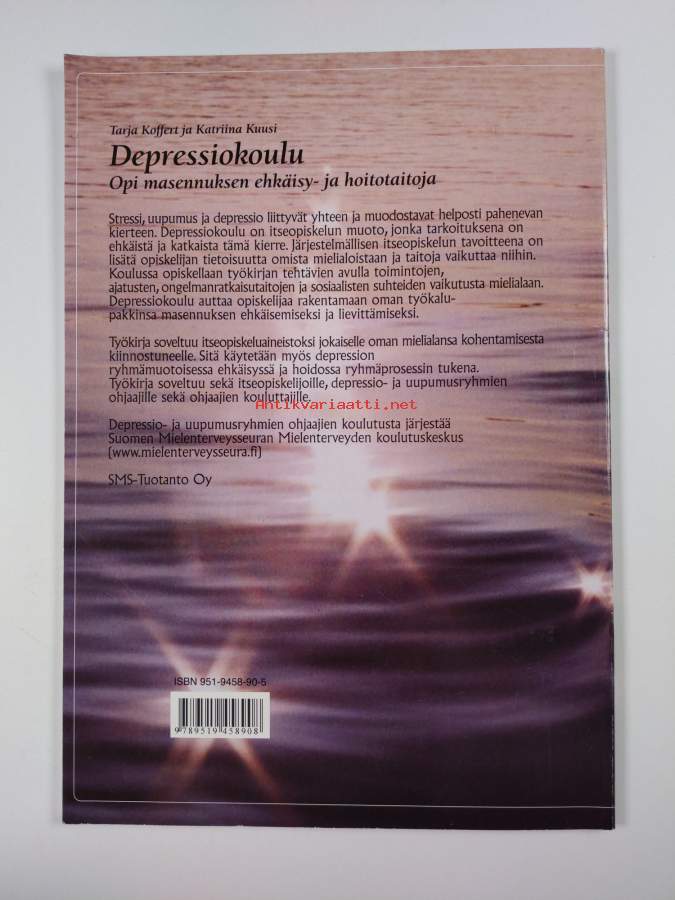 Tarja Koffert ja Katriina Kuusi
Depressiokoulu
Opi masennuksen ehkäisy- ja hoitotaitoja
Stressi, uupumus ja depressio liittyvät yhteen ja muodostavat helposti pahenevan
kierteen. Depressiokoulu on itseopiskelun muoto, jonka tarkoituksena on
ehkäistä ja katkaista tämä kierre. Järjestelmällisen itseopiskelun tavoitteena on
lisätä opiskelijan tietoisuutta omista mielialoistaan ja taitoja vaikuttaa niihin.
Koulussa opiskellaan työkirjan tehtävien avulla toimintojen,
ajatusten, ongelmanratkaisutaitojen ja sosiaalisten suhteiden vaikutusta mielialaan.
Depressiokoulu auttaa opiskelijaa rakentamaan oman työkalu-
pakkinsa masennuksen ehkäisemiseksi ja lievittämiseksi.
Työkirja soveltuu itseopiskeluaineistoksi jokaiselle oman mielialansa kohentamisesta
kiinnostuneelle. Sitä käytetään myös depression
ryhmämuotoisessa ehkäisyssä ja hoidossa ryhmäprosessin tukena.
Työkirja soveltuu sekä itseopiskelijoille, depressio- ja uupumusryhmien
ohjaajille sekä ohjaajien kouluttajille.
Antikvariaatti.net
Depressio- ja uupumusryhmien ohjaajien koulutusta järjestää
Suomen Mielenterveysseuran Mielenterveyden koulutuskeskus
(www.mielenterveysseura.fi)
SMS-Tuotanto Oy
ISBN 951-9458-90-5
9 789519 458908